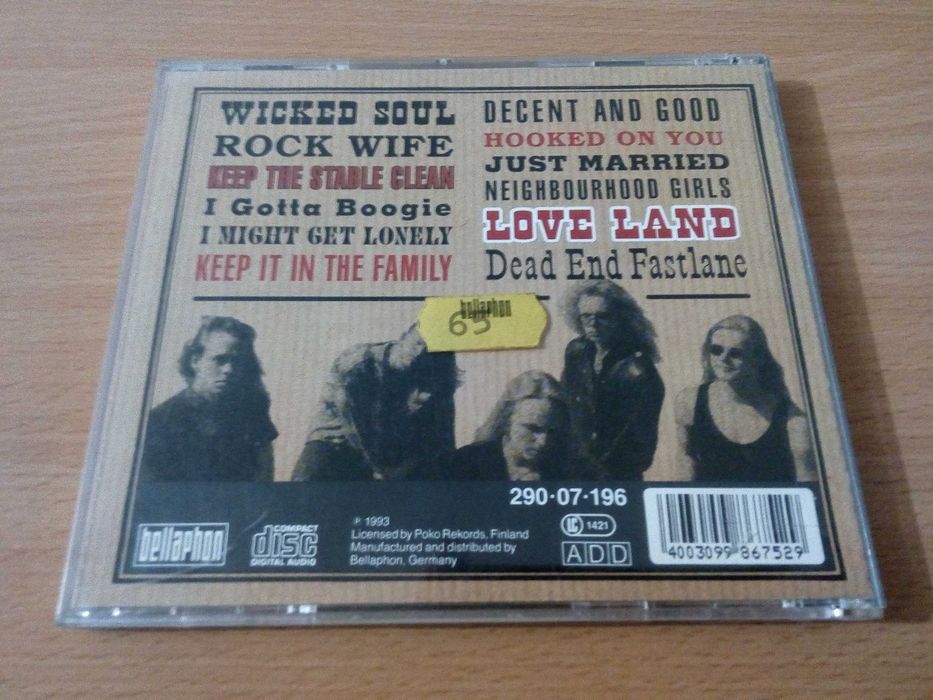 WICKED SOUL
ROCK WIFE
KEEP THE STABLE CLEAN
I Gotta Boogie
I MIGHT GET LONELY
KEEP IT IN THE FAMILY
DECENT AND GOOD
HOOKED ON YOU
JUST MARRIED
NEIGHBOURHOOD GIRLS
LOVE LAND
Dead End Fastlane
bellaphon
65
290·07·196
bellaphon
COMPACT
disc
DIGITAL AUDIO
℗ 1993
Licensed by Poko Rekords, Finland
Manufactured and distributed by
Bellaphon, Germany
LC 1421
ADD
4003099 867529